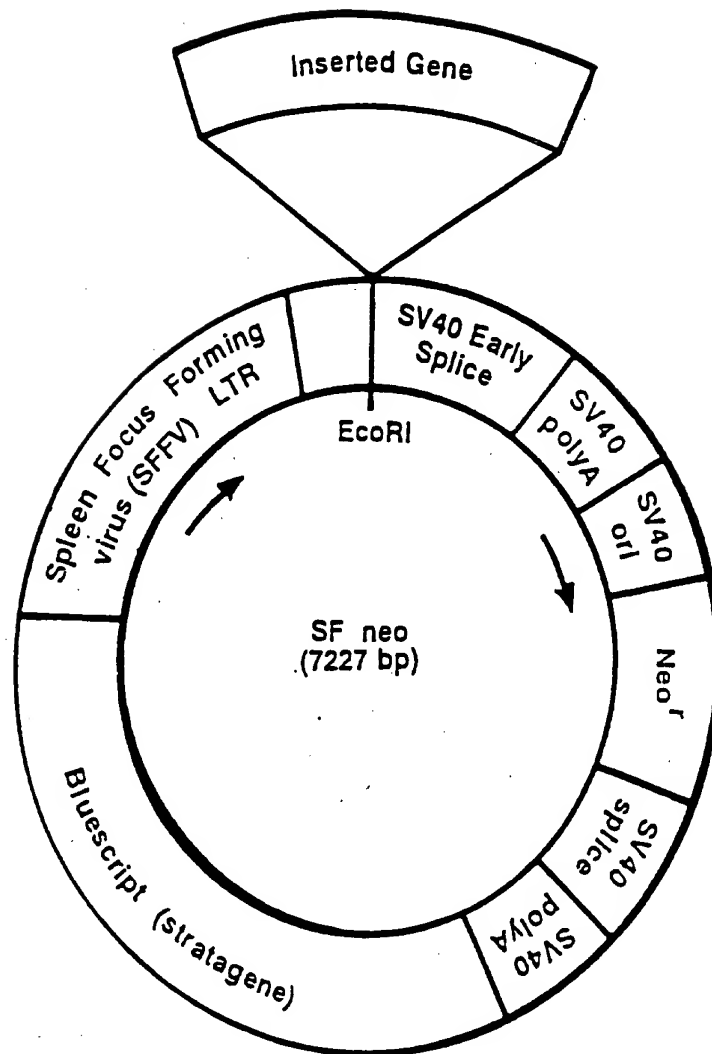 Inserted Gene
SV40 Early
Splice
SV40
polyA
SV40
ori
Neo^r
SV40
splice
SV40
polyA
Bluescript (stratagene)
Spleen Focus Forming
virus (SFFV) LTR
EcoRI
SF neo
(7227 bp)